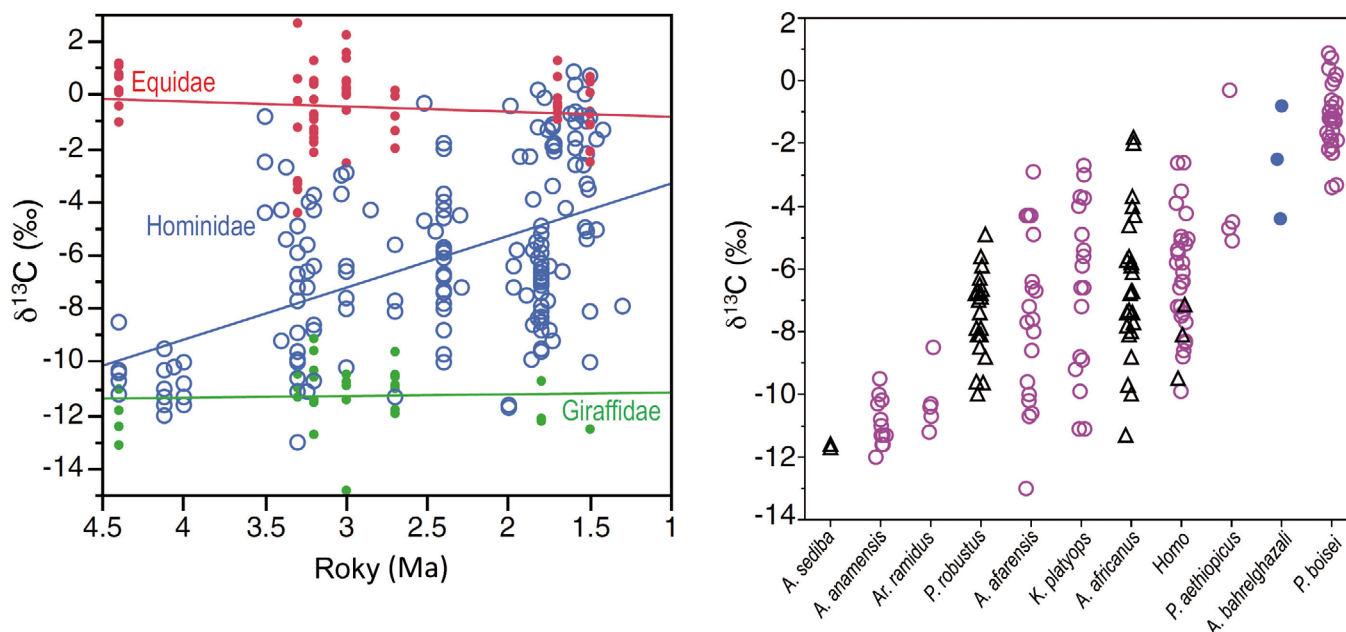 δ¹³C (‰)
2
0
-2
-4
-6
-8
-10
-12
-14
Equidae
Hominidae
Giraffidae
4.5
4
3.5
3
2.5
2
1.5
1
Roky (Ma)
δ¹³C (‰)
2
0
-2
-4
-6
-8
-10
-12
-14
A. sediba
A. anamensis
Ar. ramidus
P. robustus
A. afarensis
K. platyops
A. africanus
Homo
P. aethiopicus
A. bahrelghazali
P. boisei